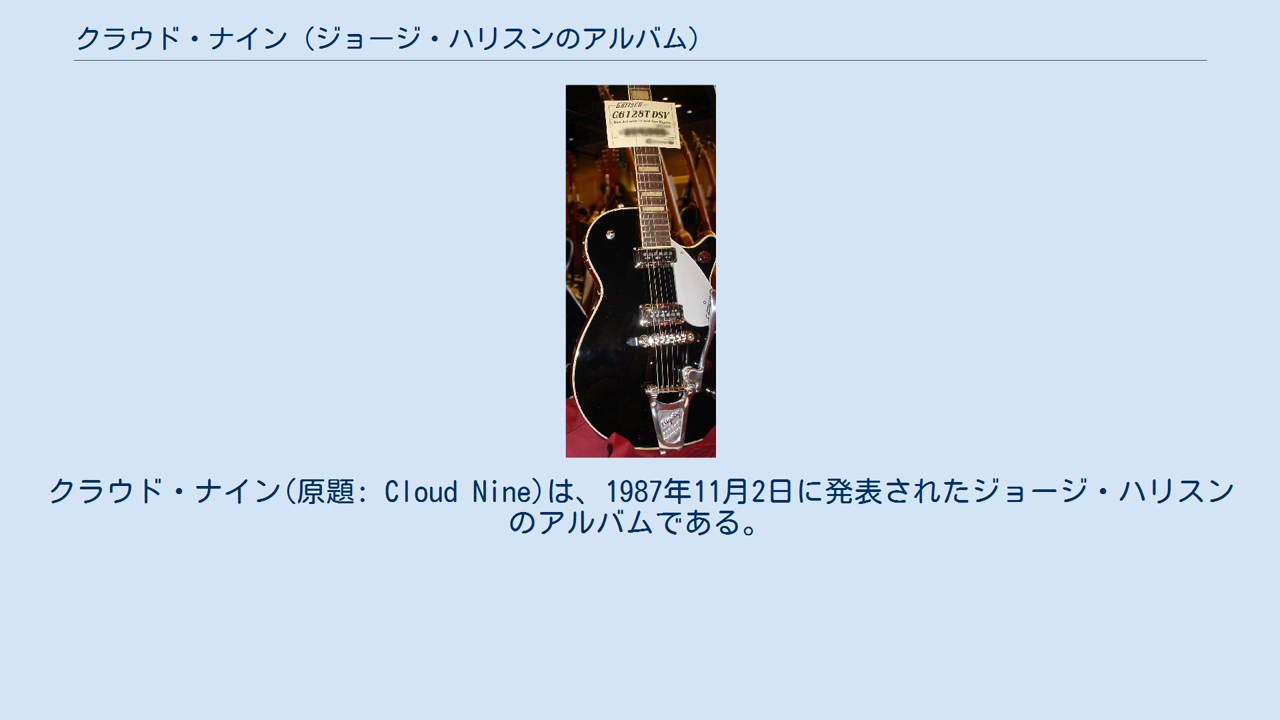 クラウド・ナイン (ジョージ・ハリスンのアルバム)
GRETSCH
G6128T DSV
クラウド・ナイン(原題: Cloud Nine)は、1987年11月2日に発表されたジョージ・ハリスン
のアルバムである。